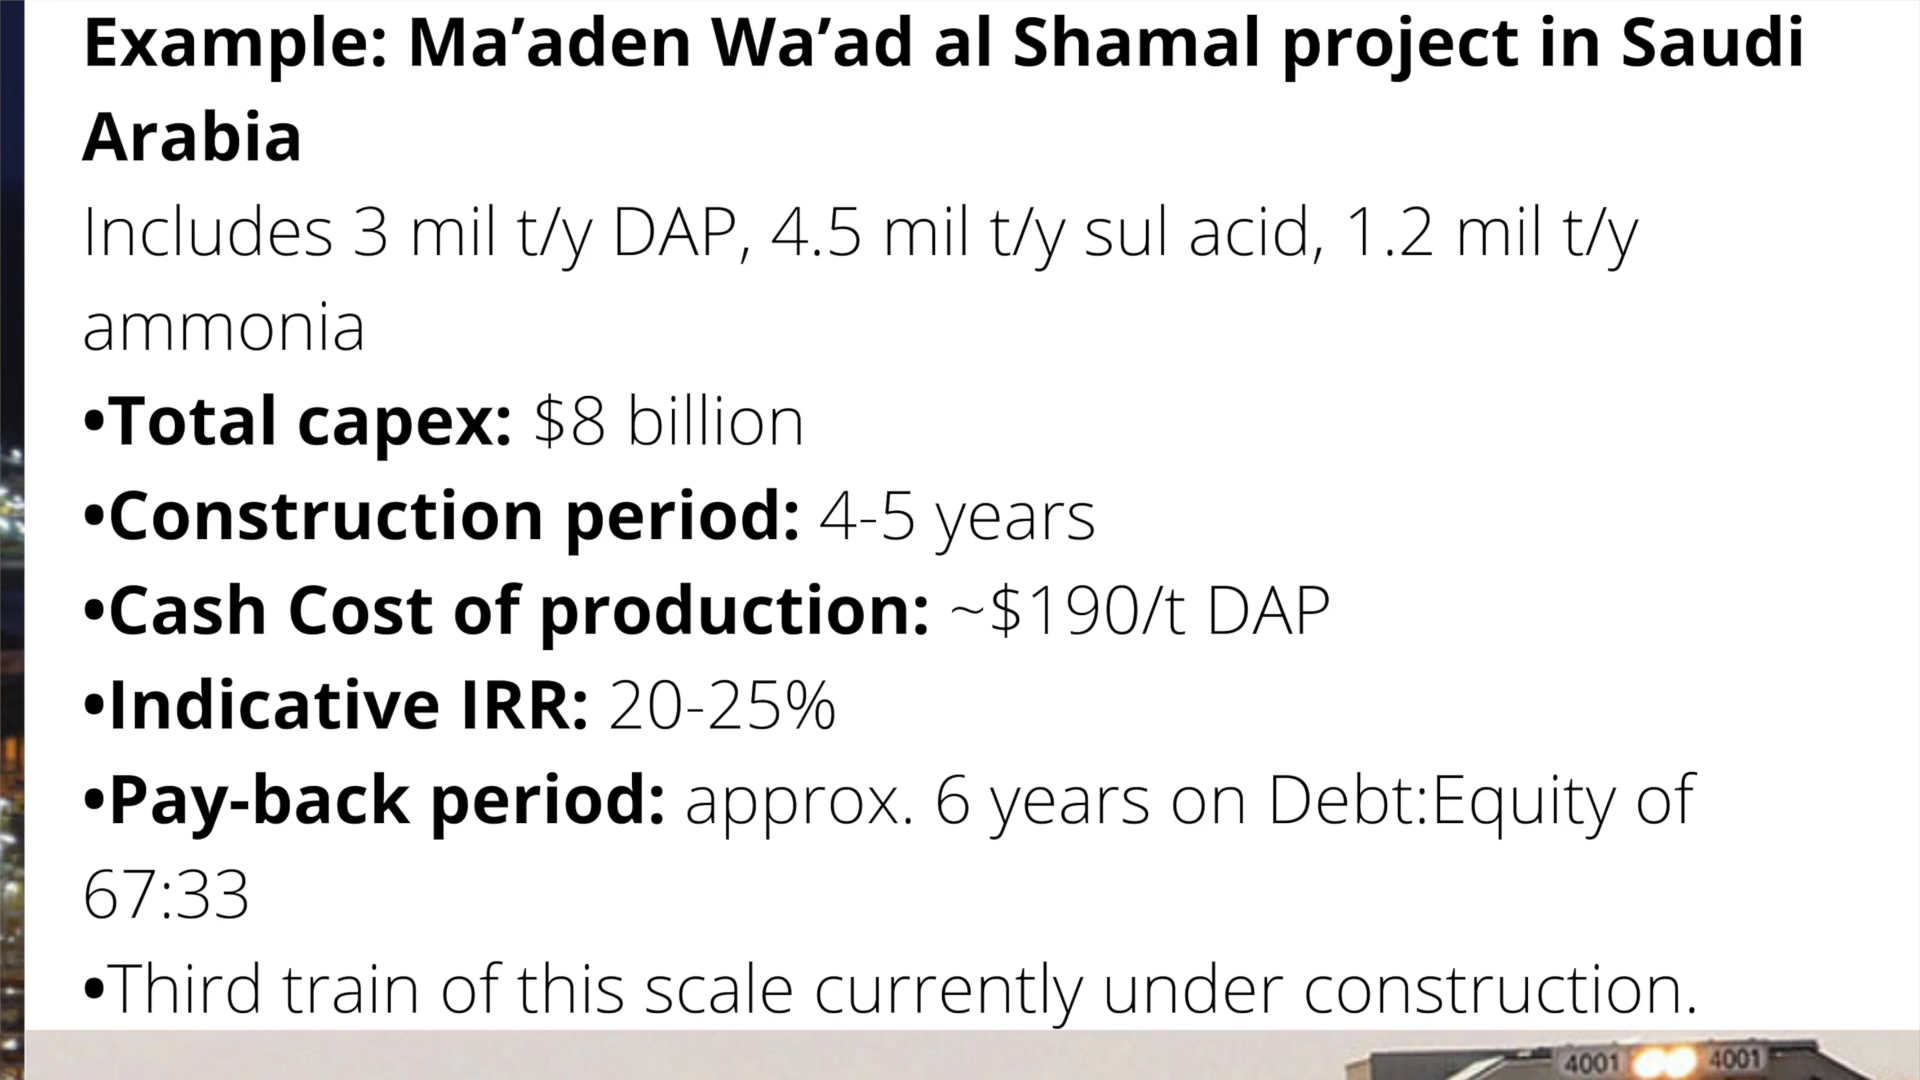 Example: Ma’aden Wa’ad al Shamal project in Saudi
Arabia
Includes 3 mil t/y DAP, 4.5 mil t/y sul acid, 1.2 mil t/y
ammonia
•Total capex: $8 billion
•Construction period: 4-5 years
•Cash Cost of production: ~$190/t DAP
•Indicative IRR: 20-25%
•Pay-back period: approx. 6 years on Debt:Equity of
67:33
•Third train of this scale currently under construction.
4001 4001